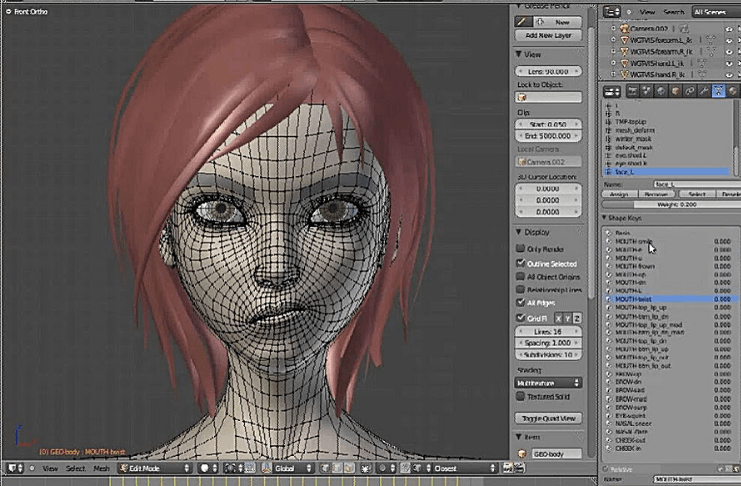 Front Ortho
(0) GEO-body : MOUTH-twist
View Select Mesh Edit Mode Global Closest
Grease Pencil
New
Add New Layer
View
Lens: 90.000
Lock to Object:
Clip:
Start: 0.050
End: 5000.000
Local Camera:
Camera.002
3D Cursor Location:
0.0000
0.0000
0.0000
Display
Only Render
Outline Selected
All Object Origins
Relationship Lines
All Edges
Grid Fl X Y Z
Lines: 16
Spacing: 1.000
Subdivisions: 10
Shading:
Multitexture
Textured Solid
Toggle Quad View
Item
GEO-body
View Search All Scenes
Camera.002
WGTVIS-forearm.L_ik
WGTVIS-forearm.R_ik
WGTVIS-hand.L_ik
WGTVIS-hand.R_ik
L
R
TMP-topUp
mesh_deform
winter_mask
default_mask
eye.shad.L
eye.shad.R
face_L
Name: face_L
Assign Remove Select
Weight: 0.200
Shape Keys
Basis
MOUTH-smile 0.000
MOUTH-e 0.000
MOUTH-u 0.000
MOUTH-frown 0.000
MOUTH-up 0.000
MOUTH-dn 0.000
MOUTH-L 0.000
MOUTH-twist 0.000
MOUTH-top_lip_up 0.000
MOUTH-btm_lip_dn 0.000
MOUTH-top_lip_up_mad 0.000
MOUTH-btm_lip_dn_mad 0.000
MOUTH-top_lip_dn 0.000
MOUTH-btm_lip_up 0.000
MOUTH-top_lip_out 0.000
MOUTH-btm_lip_out 0.000
BROW-up 0.000
BROW-dn 0.000
BROW-sad 0.000
BROW-mad 0.000
BROW-surp 0.000
EYE-squint 0.000
NASAL-sneer 0.000
NASAL-flare 0.000
CHEEK-out 0.000
CHEEK-in 0.000
Relative
Name: MOUTH-twist